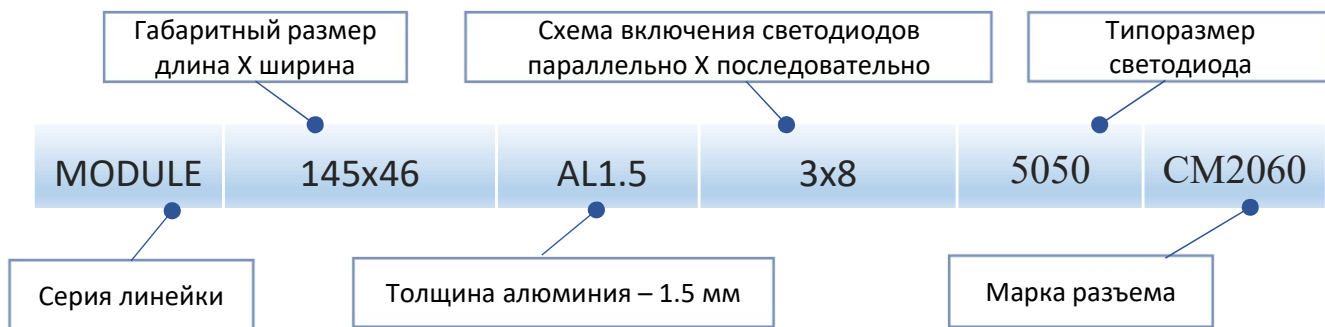 Габаритный размер
длина X ширина
Схема включения светодиодов
параллельно X последовательно
Типоразмер
светодиода
MODULE 145x46 AL1.5 3x8 5050 CM2060
Серия линейки
Толщина алюминия – 1.5 мм
Марка разъема